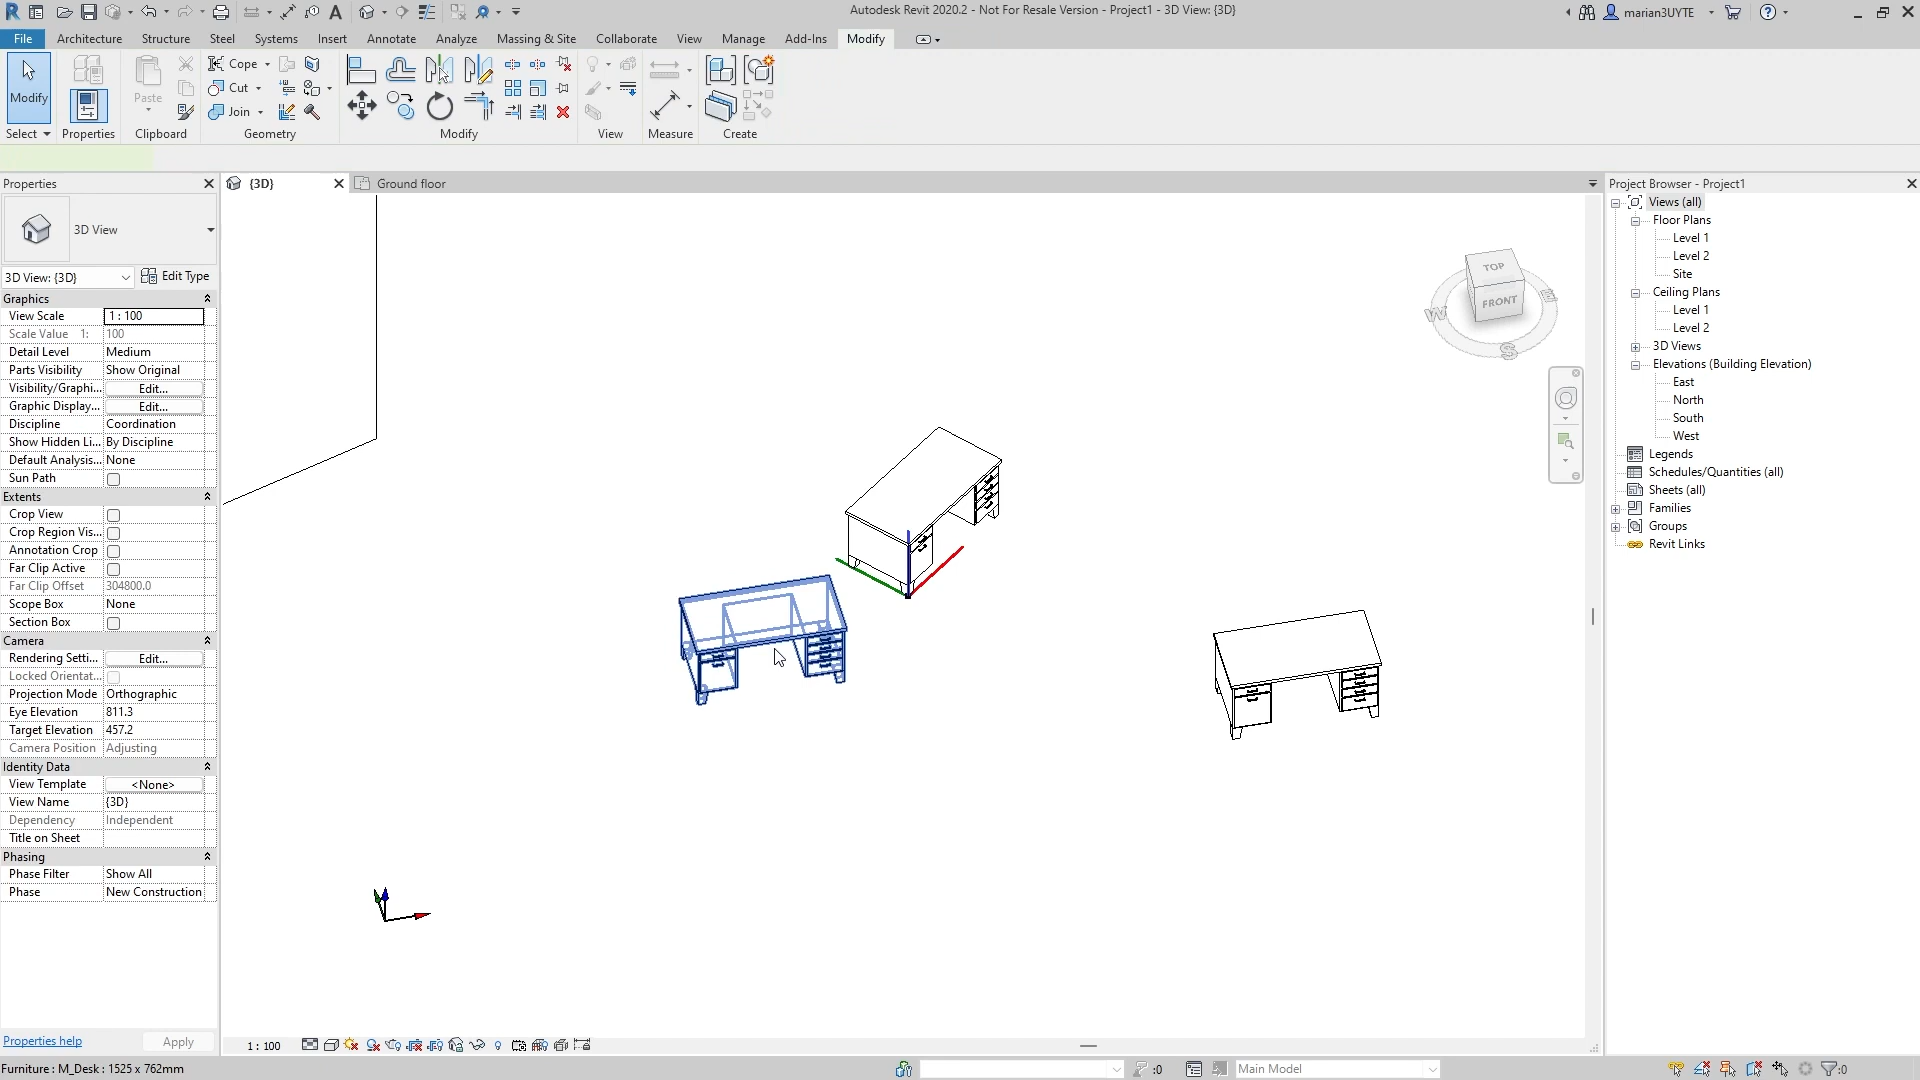 Autodesk Revit 2020.2 - Not For Resale Version - Project1 - 3D View: {3D}
marian3UYTE
File
Architecture
Structure
Steel
Systems
Insert
Annotate
Analyze
Massing & Site
Collaborate
View
Manage
Add-Ins
Modify
Modify
Paste
Cope
Cut
Join
Select
Properties
Clipboard
Geometry
Modify
View
Measure
Create
Properties
{3D}
Ground floor
Project Browser - Project1
3D View
3D View: {3D}
Edit Type
Graphics
View Scale 1 : 100
Scale Value 1: 100
Detail Level Medium
Parts Visibility Show Original
Visibility/Graphi... Edit...
Graphic Display... Edit...
Discipline Coordination
Show Hidden Li... By Discipline
Default Analysis... None
Sun Path
Extents
Crop View
Crop Region Vis...
Annotation Crop
Far Clip Active
Far Clip Offset 304800.0
Scope Box None
Section Box
Camera
Rendering Setti... Edit...
Locked Orientat...
Projection Mode Orthographic
Eye Elevation 811.3
Target Elevation 457.2
Camera Position Adjusting
Identity Data
View Template <None>
View Name {3D}
Dependency Independent
Title on Sheet
Phasing
Phase Filter Show All
Phase New Construction
Properties help
Apply
TOP
FRONT
W
E
S
Views (all)
Floor Plans
Level 1
Level 2
Site
Ceiling Plans
Level 1
Level 2
3D Views
Elevations (Building Elevation)
East
North
South
West
Legends
Schedules/Quantities (all)
Sheets (all)
Families
Groups
Revit Links
1 : 100
Furniture : M_Desk : 1525 x 762mm
:0
Main Model
:0